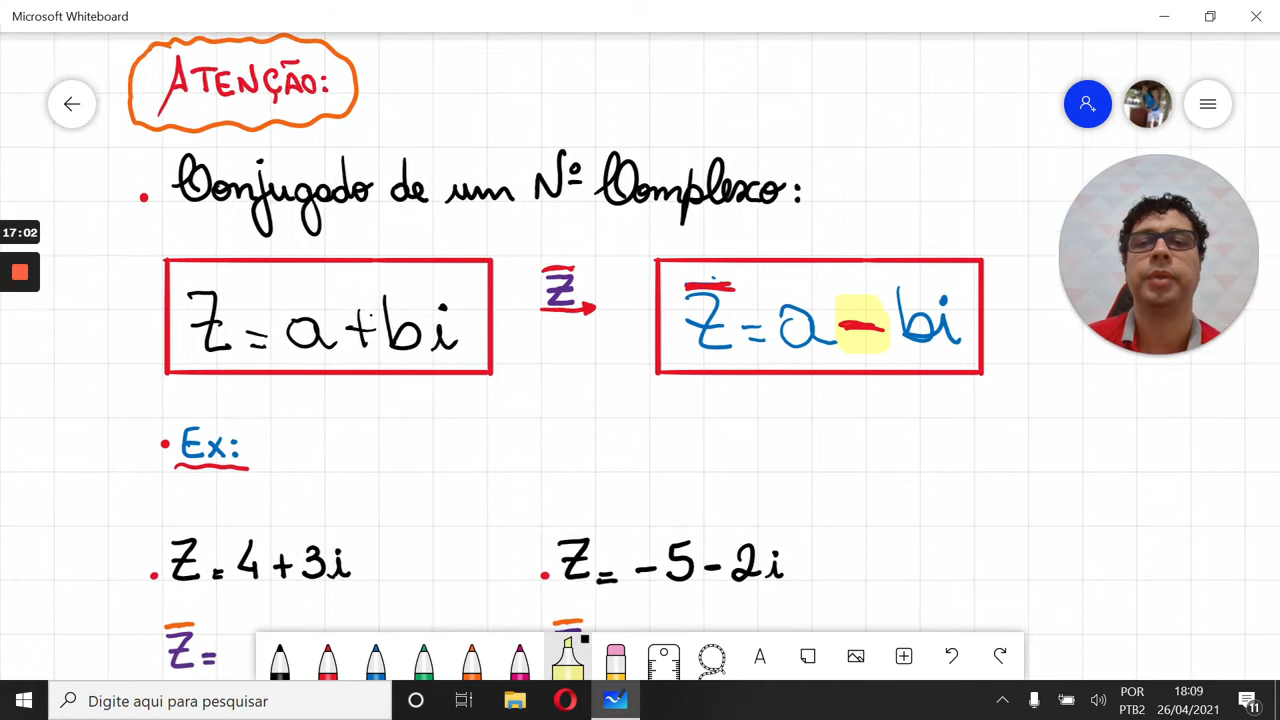 Microsoft Whiteboard
ATENÇÃO:
• Conjugado de um Nº Complexo:
17:02
Z = a + bi
Z̅
Z̅ = a - bi
• Ex:
• Z = 4 + 3i
• Z = -5 - 2i
Z̅ =
A
Digite aqui para pesquisar
POR
PTB2
18:09
26/04/2021
11